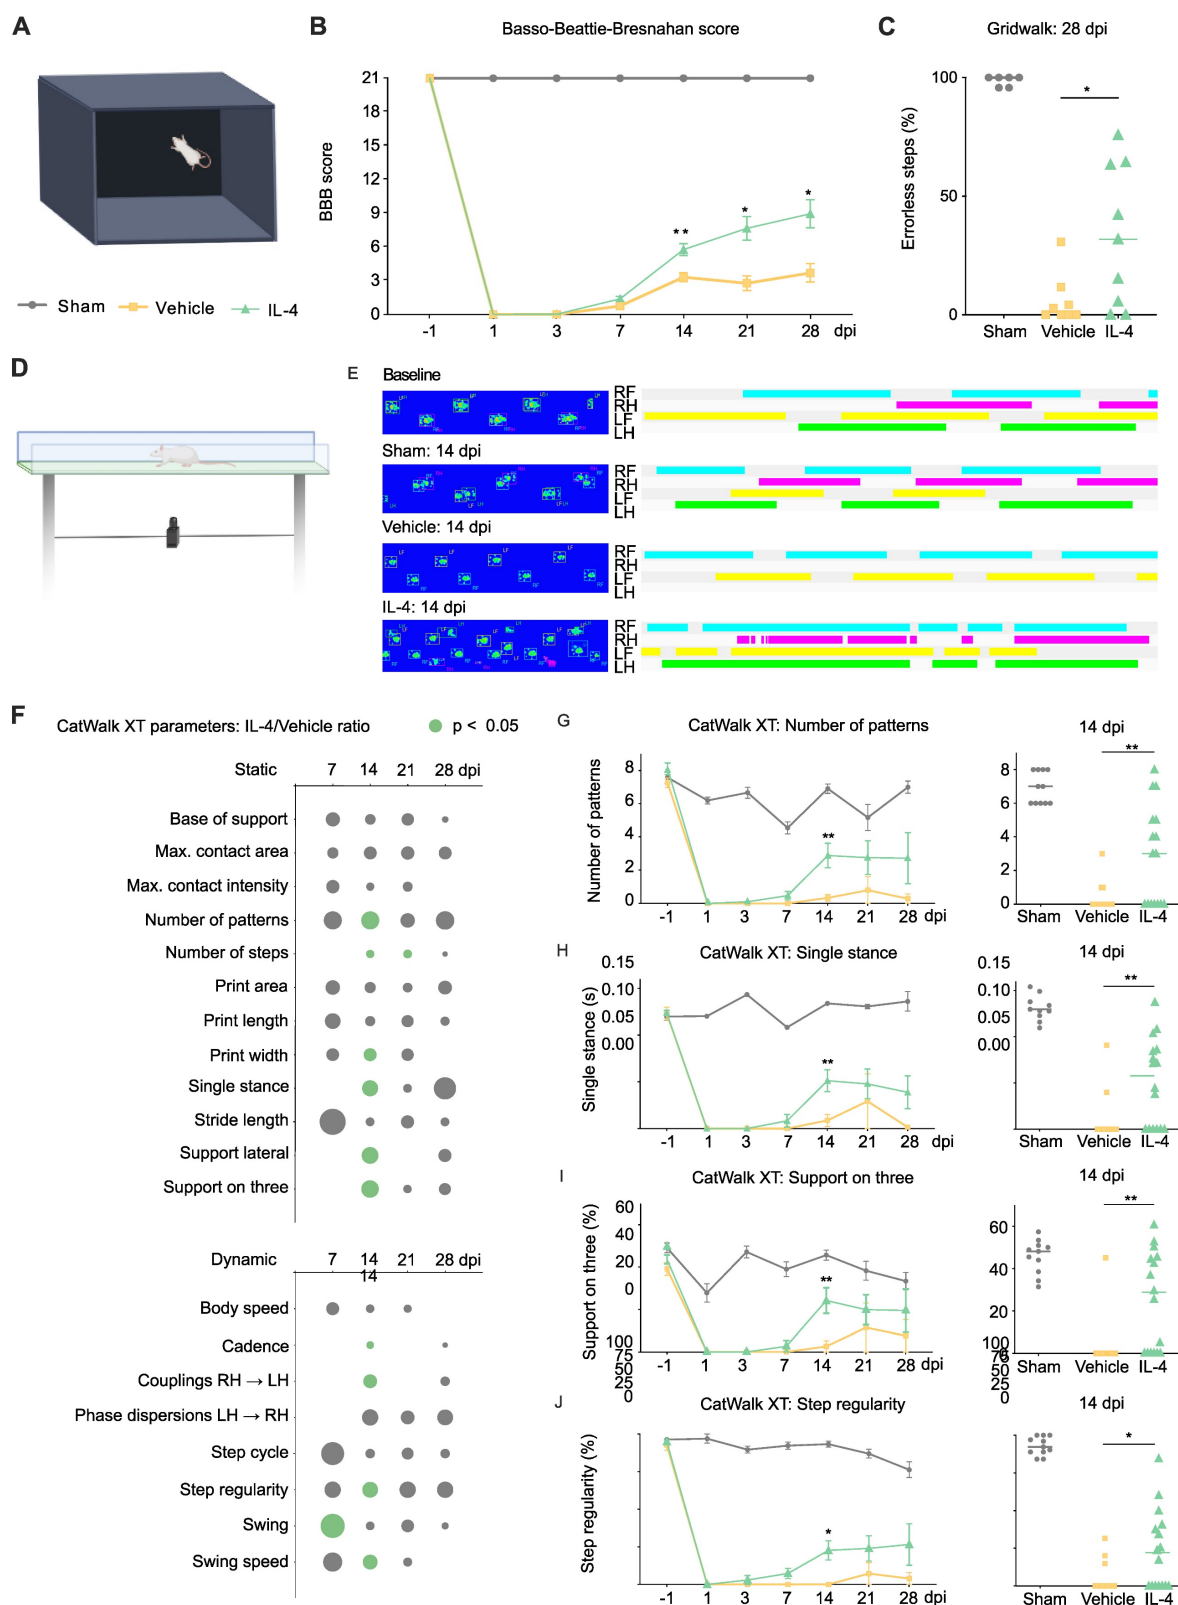 A
B
Basso-Beattie-Bresnahan score
C
Gridwalk: 28 dpi
21
18
15
12
9
6
3
0
BBB score
**
*
*
-1 1 3 7 14 21 28 dpi
100
50
0
Errorless steps (%)
*
Sham Vehicle IL-4
Sham Vehicle IL-4
D
E
Baseline
RF
RH
LF
LH
Sham: 14 dpi
RF
RH
LF
LH
Vehicle: 14 dpi
RF
RH
LF
LH
IL-4: 14 dpi
RF
RH
LF
LH
F
CatWalk XT parameters: IL-4/Vehicle ratio
p < 0.05
Static 7 14 21 28 dpi
Base of support
Max. contact area
Max. contact intensity
Number of patterns
Number of steps
Print area
Print length
Print width
Single stance
Stride length
Support lateral
Support on three
Dynamic 7 14 21 28 dpi
14
Body speed
Cadence
Couplings RH → LH
Phase dispersions LH → RH
Step cycle
Step regularity
Swing
Swing speed
G
CatWalk XT: Number of patterns
14 dpi
8
6
4
2
0
Number of patterns
**
-1 1 3 7 14 21 28 dpi
8
6
4
2
0
**
Sham Vehicle IL-4
H
CatWalk XT: Single stance
14 dpi
0.15
0.10
0.05
0.00
Single stance (s)
**
-1 1 3 7 14 21 28 dpi
0.15
0.10
0.05
0.00
**
Sham Vehicle IL-4
I
CatWalk XT: Support on three
14 dpi
60
40
20
0
Support on three (%)
**
-1 1 3 7 14 21 28 dpi
60
40
20
0
**
Sham Vehicle IL-4
J
CatWalk XT: Step regularity
14 dpi
100
75
50
25
0
Step regularity (%)
*
-1 1 3 7 14 21 28 dpi
100
75
50
25
0
*
Sham Vehicle IL-4